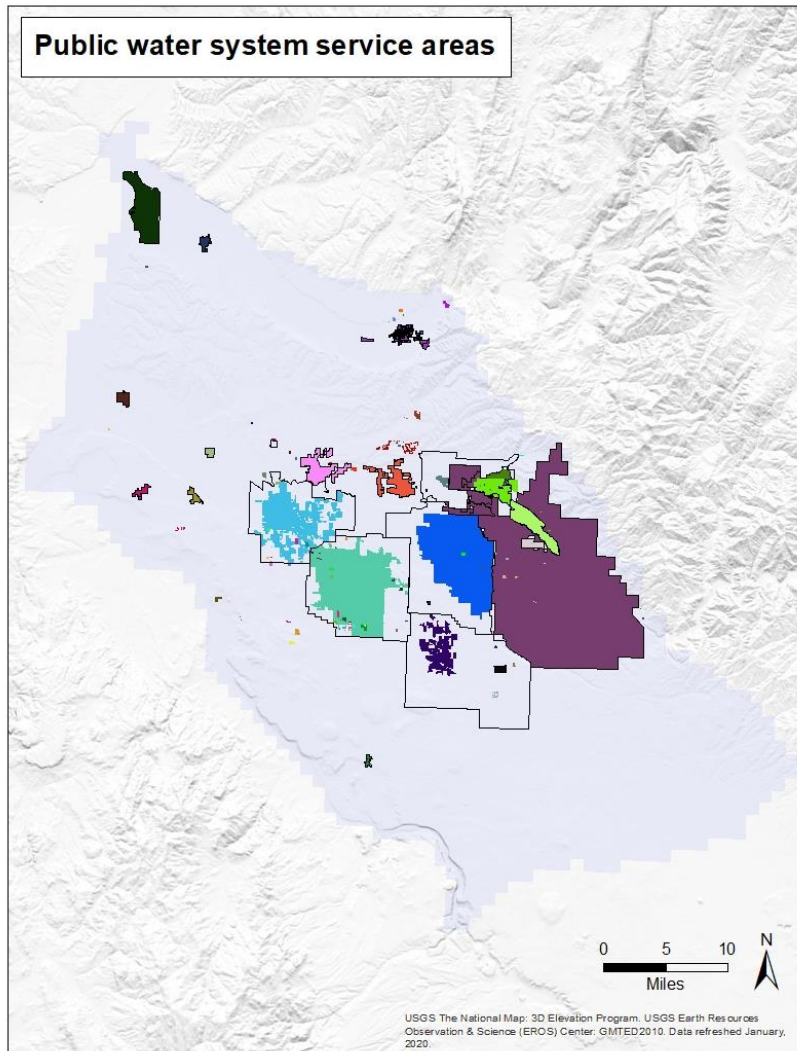 Public water system service areas
0 5 10
Miles
N
USGS The National Map: 3D Elevation Program. USGS Earth Resources
Observation & Science (EROS) Center: GMTED2010. Data refreshed January,
2020.